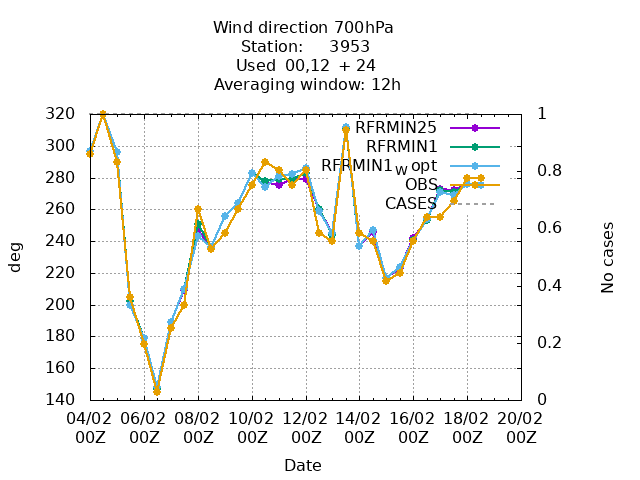 Wind direction 700hPa
Station: 3953
Used 00,12 + 24
Averaging window: 12h
320
300
280
260
240
220
200
180
160
140
deg
1
0.8
0.6
0.4
0.2
0
No cases
RFRMIN25
RFRMIN1
RFRMIN1w opt
OBS
CASES
04/02 06/02 08/02 10/02 12/02 14/02 16/02 18/02 20/02
00Z 00Z 00Z 00Z 00Z 00Z 00Z 00Z 00Z
Date